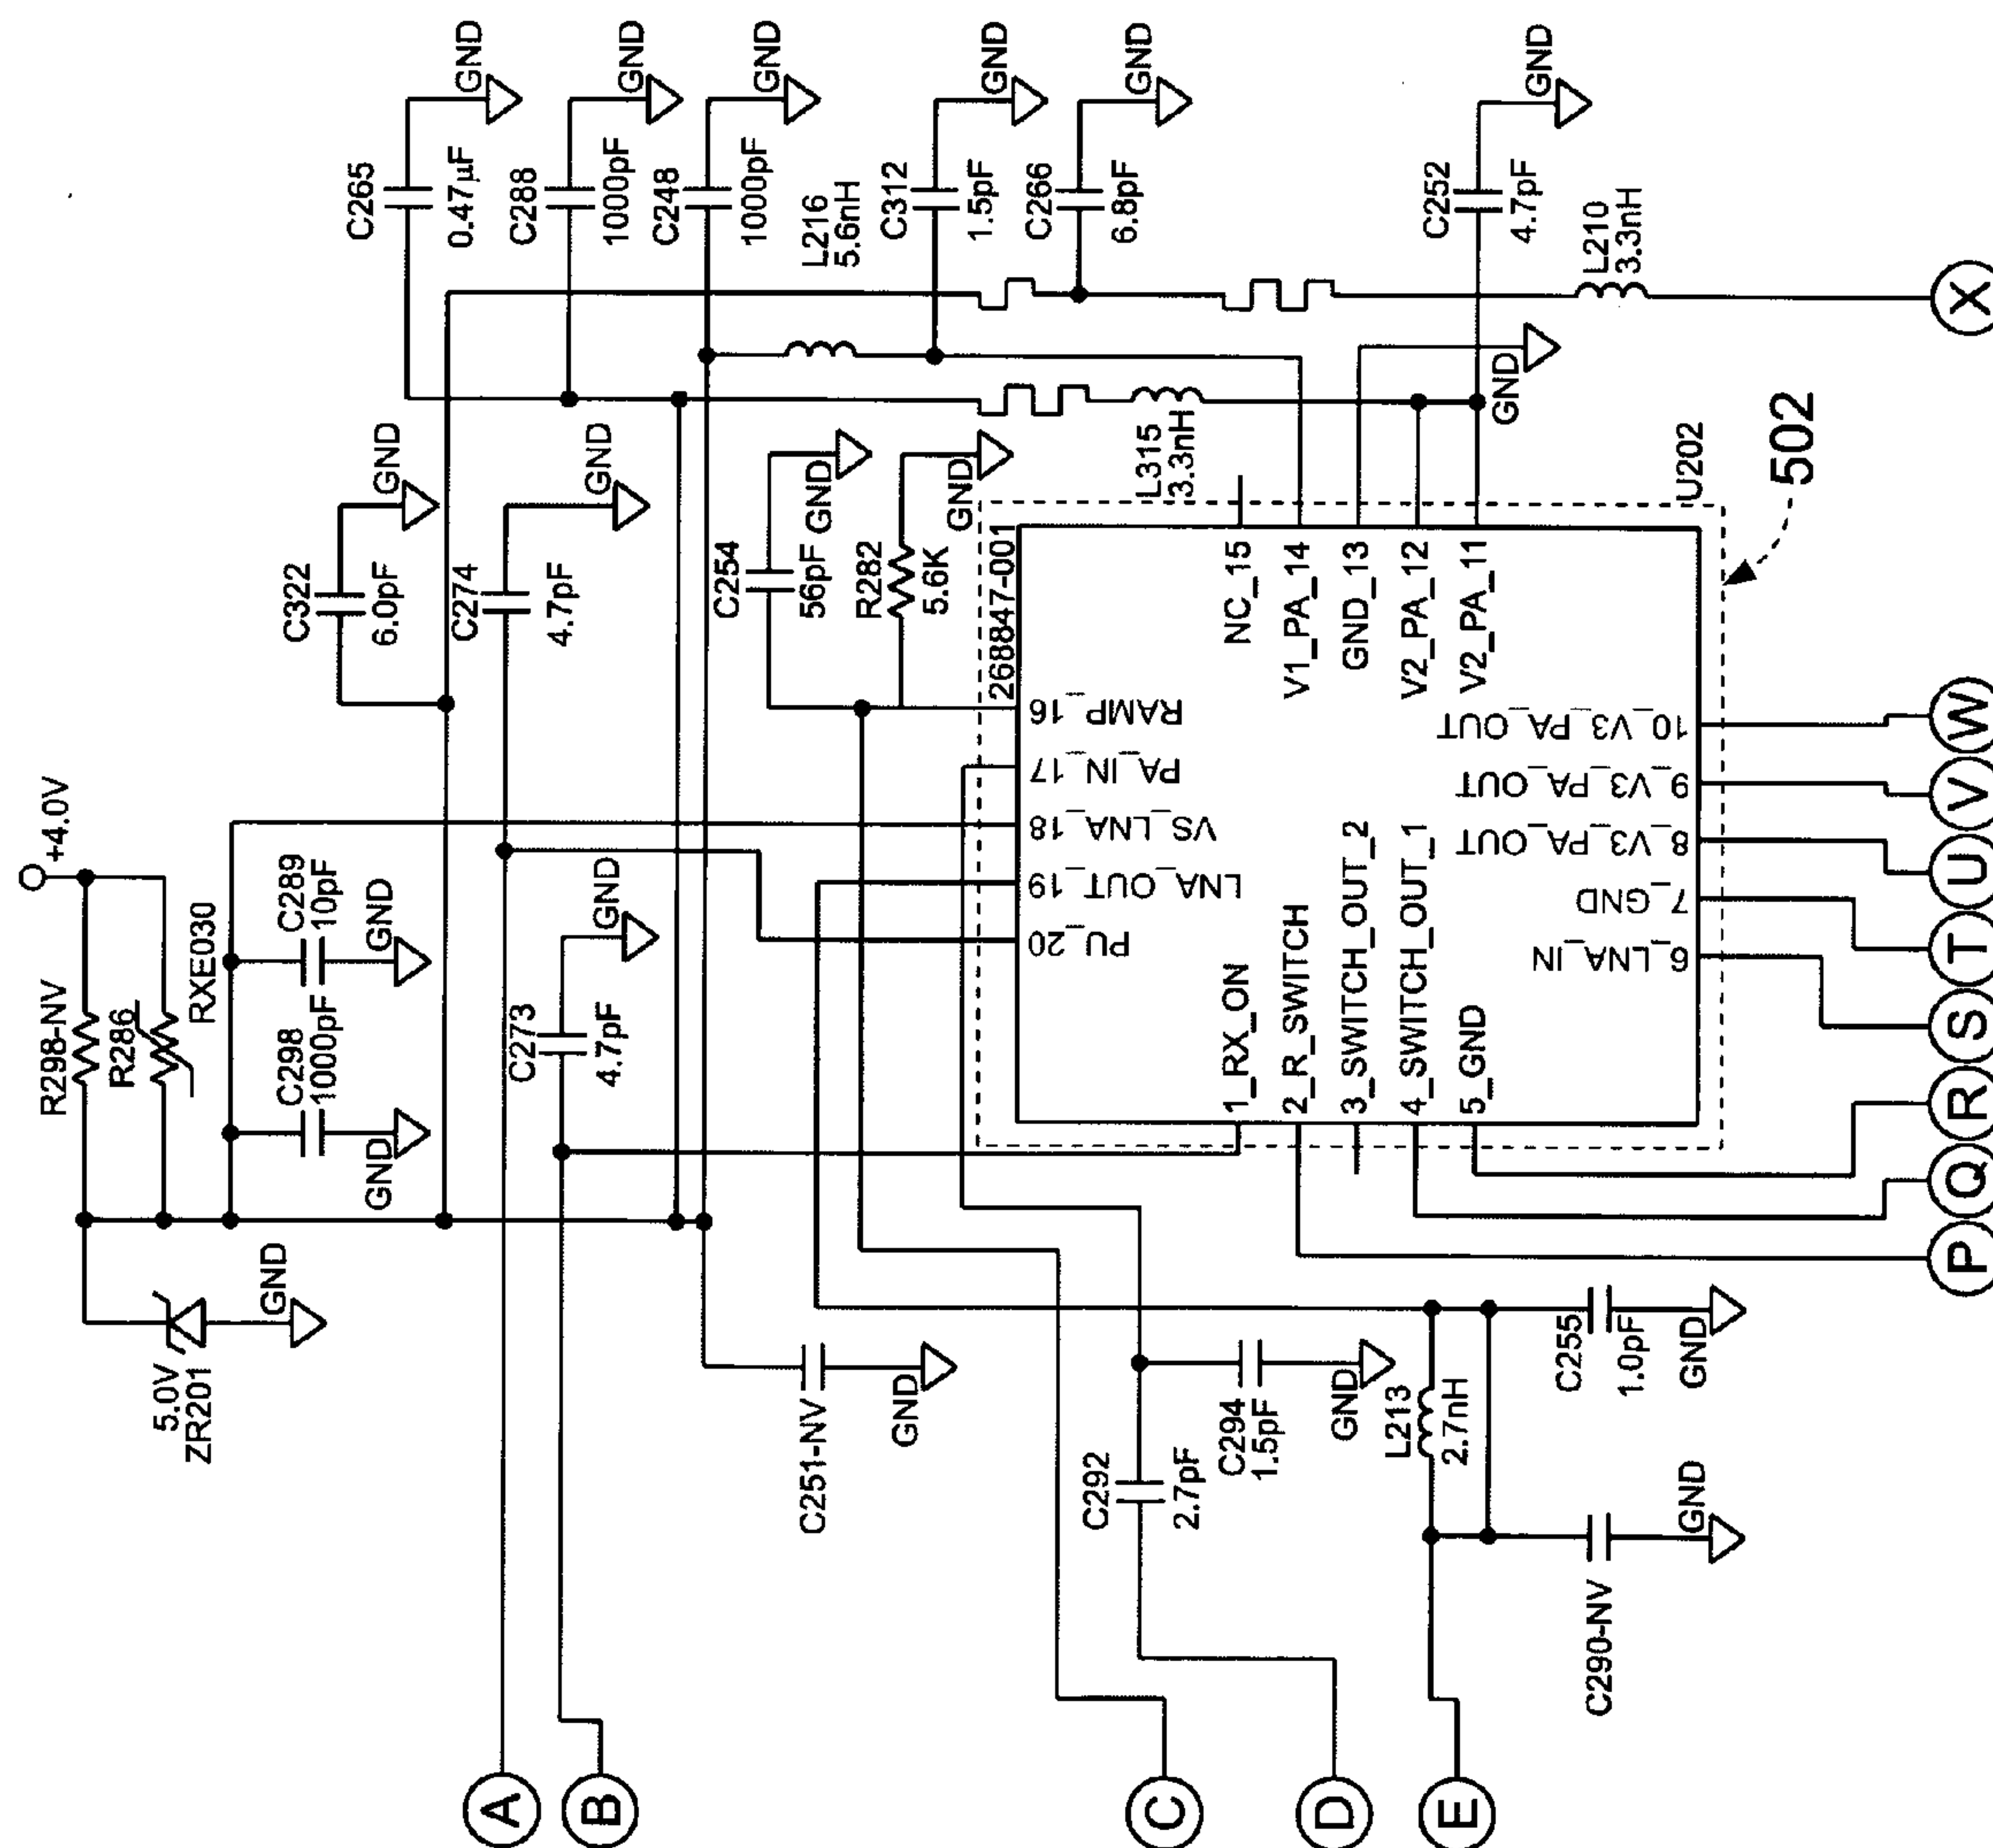 +4.0V
R298-NV
R286
RXE030
C298
1000pF
GND
C289
10pF
GND
5.0V
ZR201
GND
C322
6.0pF
GND
C274
4.7pF
GND
C273
4.7pF
GND
C265
0.47µF
GND
C288
1000pF
GND
C248
1000pF
GND
L216
5.6nH
C312
1.5pF
GND
C266
6.8pF
GND
C252
4.7pF
GND
L210
3.3nH
C254
56pF
GND
R282
5.6K
GND
L315
3.3nH
GND
C251-NV
GND
C292
2.7pF
C294
1.5pF
GND
L213
2.7nH
C255
1.0pF
GND
C290-NV
GND
268847-001
U202
502
PU_20
LNA_OUT_19
VS_LNA_18
PA_IN_17
RAMP_16
NC_15
V1_PA_14
GND_13
V2_PA_12
V2_PA_11
1_RX_ON
2_R_SWITCH
3_SWITCH_OUT_2
4_SWITCH_OUT_1
5_GND
6_LNA_IN
7_GND
8_V3_PA_OUT
9_V3_PA_OUT
10_V3_PA_OUT
A
B
C
D
E
P
Q
R
S
T
U
V
W
X